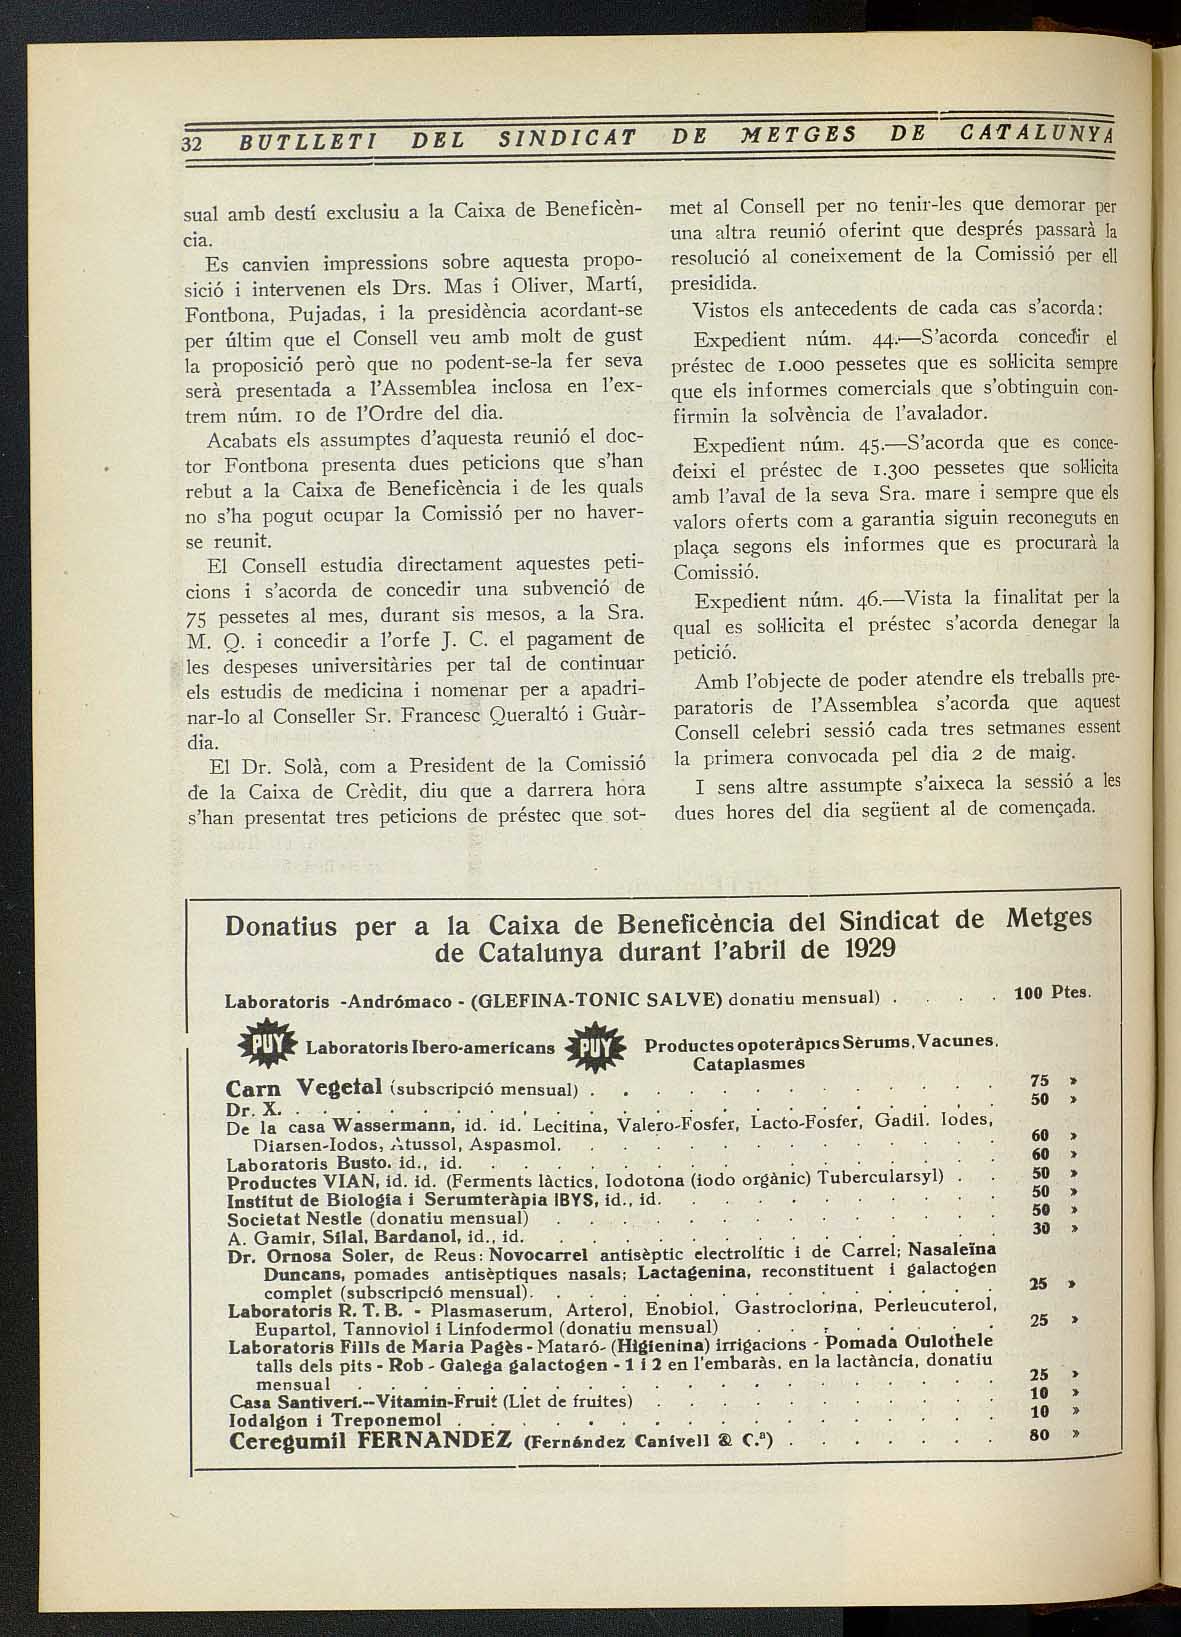 32 BUTLLETI DEL SINDICAT DE METGES DE CATALUNYA
sual amb destí exclusiu a la Caixa de Beneficèn-
cia.
Es canvien impressions sobre aquesta propo-
sició i intervenen els Drs. Mas i Oliver, Martí,
Fontbona, Pujadas, i la presidència acordant-se
per últim que el Consell veu amb molt de gust
la proposició però que no podent-se-la fer seva
serà presentada a l'Assemblea inclosa en l'ex-
trem núm. 10 de l'Ordre del dia.
Acabats els assumptes d'aquesta reunió el doc-
tor Fontbona presenta dues peticions que s'han
rebut a la Caixa de Beneficència i de les quals
no s'ha pogut ocupar la Comissió per no haver-
se reunit.
El Consell estudia directament aquestes peti-
cions i s'acorda de concedir una subvenció de
75 pessetes al mes, durant sis mesos, a la Sra.
M. Q. i concedir a l'orfe J. C. el pagament de
les despeses universitàries per tal de continuar
els estudis de medicina i nomenar per a apadri-
nar-lo al Conseller Sr. Francesc Queraltó i Guàr-
dia.
El Dr. Solà, com a President de la Comissió
de la Caixa de Crèdit, diu que a darrera hora
s'han presentat tres peticions de préstec que sot-
met al Consell per no tenir-les que demorar per
una altra reunió oferint que després passarà la
resolució al coneixement de la Comissió per ell
presidida.
Vistos els antecedents de cada cas s'acorda:
Expedient núm. 44.—S'acorda concedir el
préstec de 1.000 pessetes que es sol·licita sempre
que els informes comercials que s'obtinguin con-
firmin la solvència de l'avalador.
Expedient núm. 45.—S'acorda que es conce-
deixi el préstec de 1.300 pessetes que sol·licita
amb l'aval de la seva Sra. mare i sempre que els
valors oferts com a garantia siguin reconeguts en
plaça segons els informes que es procurarà la
Comissió.
Expedient núm. 46.—Vista la finalitat per la
qual es sol·licita el préstec s'acorda denegar la
petició.
Amb l'objecte de poder atendre els treballs pre-
paratoris de l'Assemblea s'acorda que aquest
Consell celebri sessió cada tres setmanes essent
la primera convocada pel dia 2 de maig.
I sens altre assumpte s'aixeca la sessió a les
dues hores del dia següent al de començada.
Donatius per a la Caixa de Beneficència del Sindicat de Metges
de Catalunya durant l'abril de 1929
Laboratoris -Andrómaco - (GLEFINA-TONIC SALVE) donatiu mensual) . . . . 100 Ptes.
PUY Laboratoris Ibero-americans PUY Productes opoteràpics Sèrums, Vacunes,
Cataplasmes
Carn Vegetal (subscripció mensual) . . . . . . . . . . . . 75 »
Dr. X. . . . . . . . . . . . . . . . . . . . . 50 »
De la casa Wassermann, id. id. Lecitina, Valero-Fosfer, Lacto-Fosfer, Gadil. Iodes,
Diarsen-Iodos, Atussol, Aspasmol. . . . . . . . . . . . . . 60 »
Laboratoris Busto. id., id. . . . . . . . . . . . . . . . . 60 »
Productes VIAN, id. id. (Ferments làctics, Iodotona (iodo orgànic) Tubercularsyl) . . 50 »
Institut de Biologia i Serumteràpia IBYS, id., id. . . . . . . . . . . 50 »
Societat Nestle (donatiu mensual) . . . . . . . . . . . . . . 50 »
A. Gamir, Silal, Bardanol, id., id. . . . . . . . . . . . . . . 30 »
Dr. Ornosa Soler, de Reus: Novocarrel antisèptic electrolític i de Carrel; Nasaleïna
Duncans, pomades antisèptiques nasals; Lactagenina, reconstituent i galactogen
complet (subscripció mensual). . . . . . . . . . . . . . . 25 »
Laboratoris R. T. B. - Plasmaserum, Arterol, Enobiol, Gastroclorina, Perleucuterol,
Eupartol, Tannoviol i Linfodermol (donatiu mensual) . . . . . . . . 25 »
Laboratoris Fills de Maria Pagès - Mataró- (Higienina) irrigacions - Pomada Oulothele
talls dels pits - Rob - Galega galactogen - 1 i 2 en l'embaràs, en la lactància, donatiu
mensual . . . . . . . . . . . . . . . . . . . . 25 »
Casa Santiveri.--Vitamin-Fruit (Llet de fruites) . . . . . . . . . . . 10 »
Iodalgon i Treponemol . . . . . . . . . . . . . . . . . 10 »
Ceregumil FERNANDEZ (Fernández Canivell & C.ª) . . . . . . . 80 »